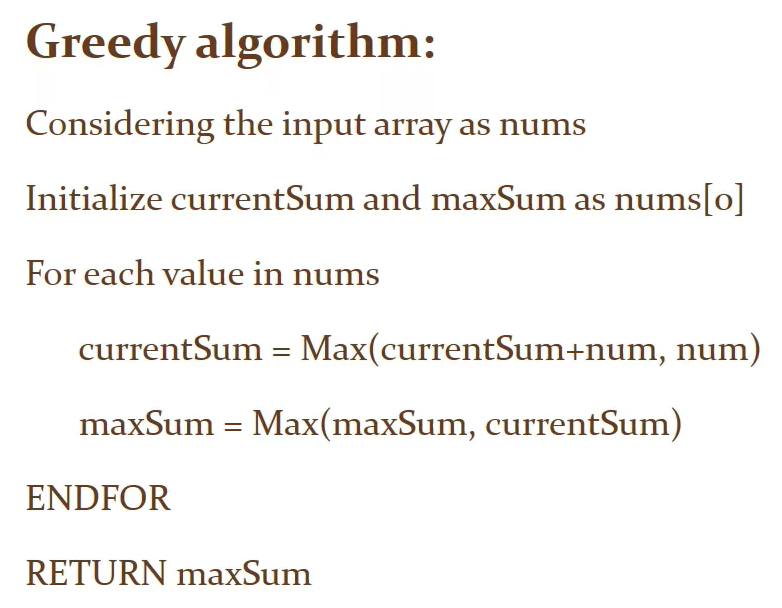 Greedy algorithm:
Considering the input array as nums
Initialize currentSum and maxSum as nums[0]
For each value in nums
currentSum = Max(currentSum+num, num)
maxSum = Max(maxSum, currentSum)
ENDFOR
RETURN maxSum